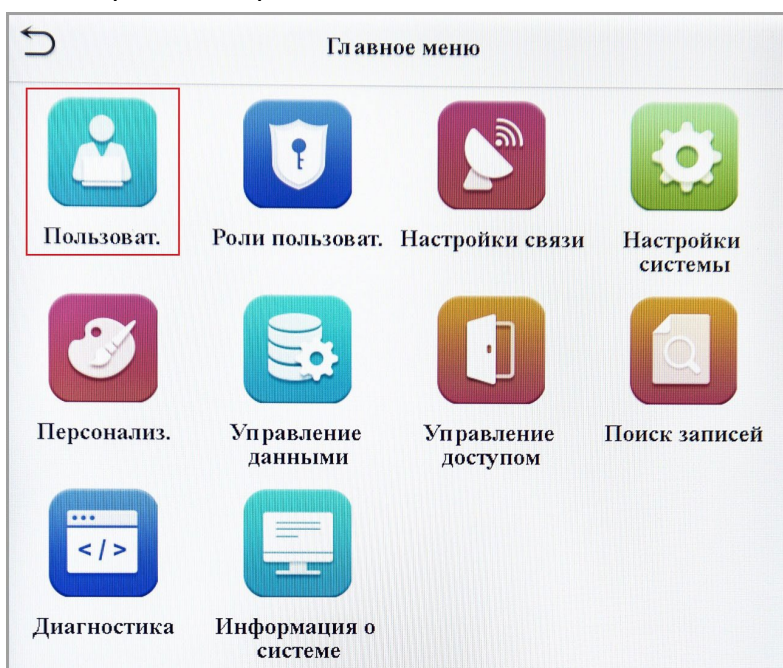 Главное меню
Пользоват.
Роли пользоват.
Настройки связи
Настройки
системы
Персонализ.
Управление
данными
Управление
доступом
Поиск записей
</>
Диагностика
Информация о
системе